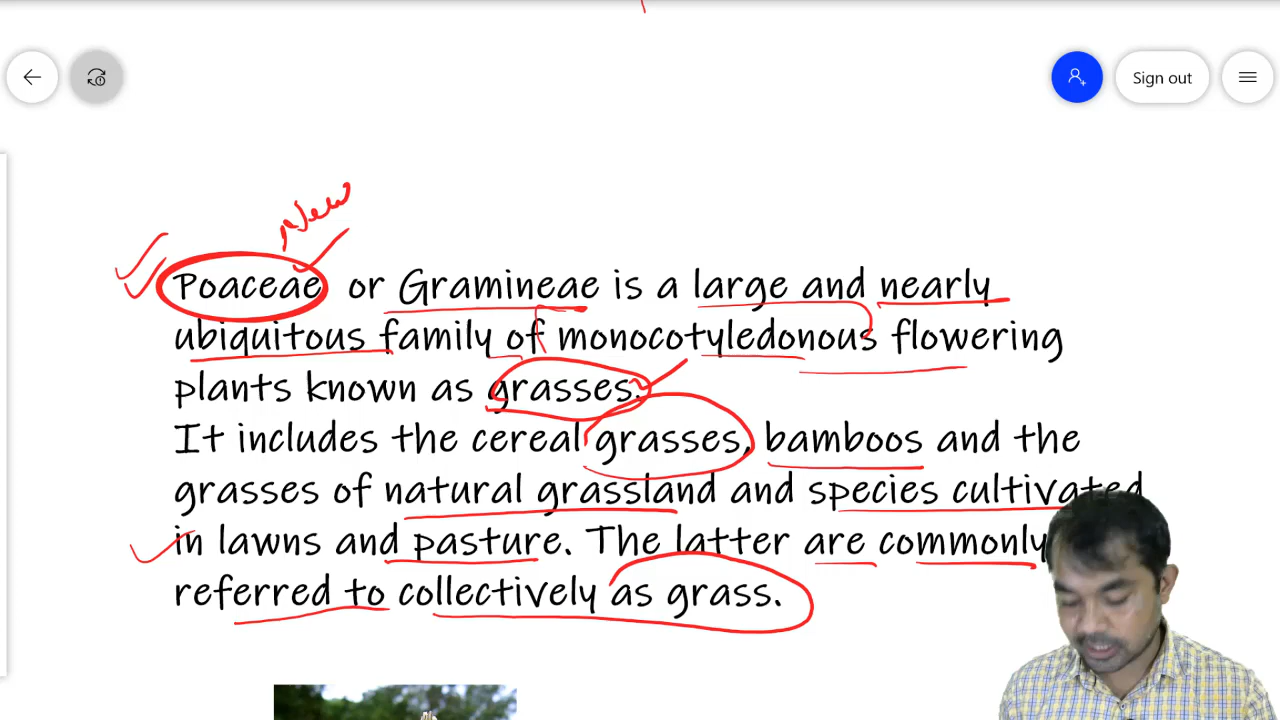 Sign out
New
Poaceae or Gramineae is a large and nearly
ubiquitous family of monocotyledonous flowering
plants known as grasses.
It includes the cereal grasses, bamboos and the
grasses of natural grassland and species cultivated
in lawns and pasture. The latter are commonly
referred to collectively as grass.